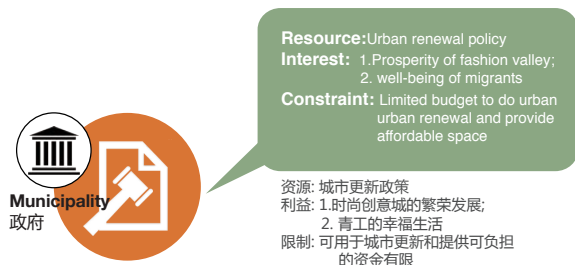 Resource:Urban renewal policy
Interest: 1.Prosperity of fashion valley;
2. well-being of migrants
Constraint: Limited budget to do urban
urban renewal and provide
affordable space
Municipality
政府
资源: 城市更新政策
利益: 1.时尚创意城的繁荣发展;
2. 青工的幸福生活
限制: 可用于城市更新和提供可负担
的资金有限